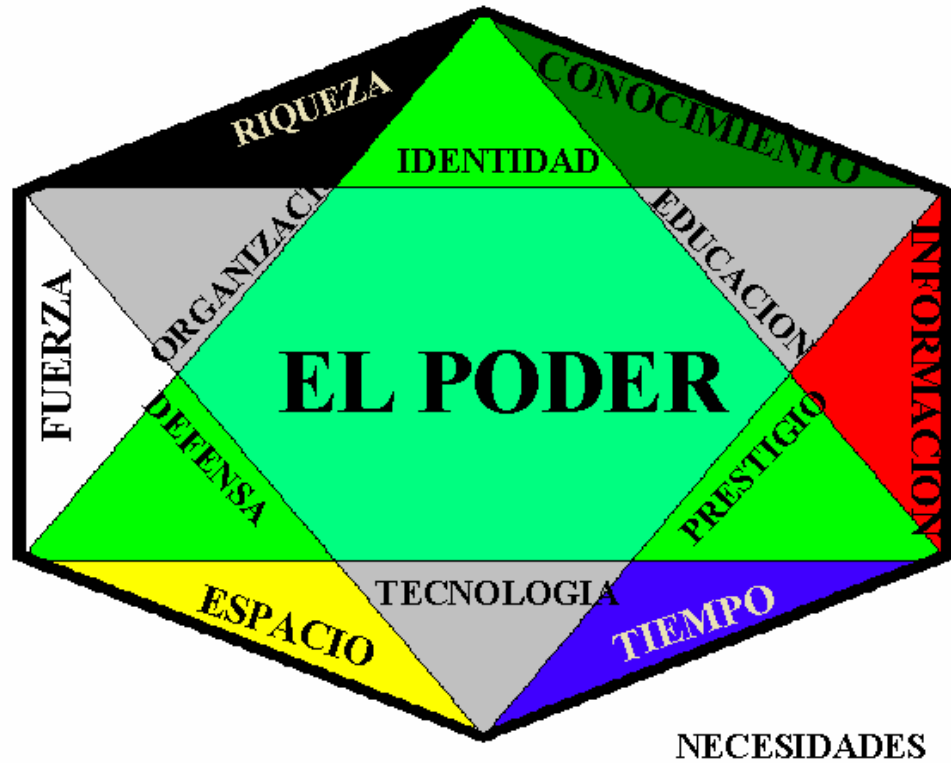 RIQUEZA
CONOCIMIENTO
IDENTIDAD
ORGANIZACI
EDUCACION
FUERZA
INFORMACION
EL PODER
DEFENSA
PRESTIGIO
ESPACIO
TECNOLOGIA
TIEMPO
NECESIDADES